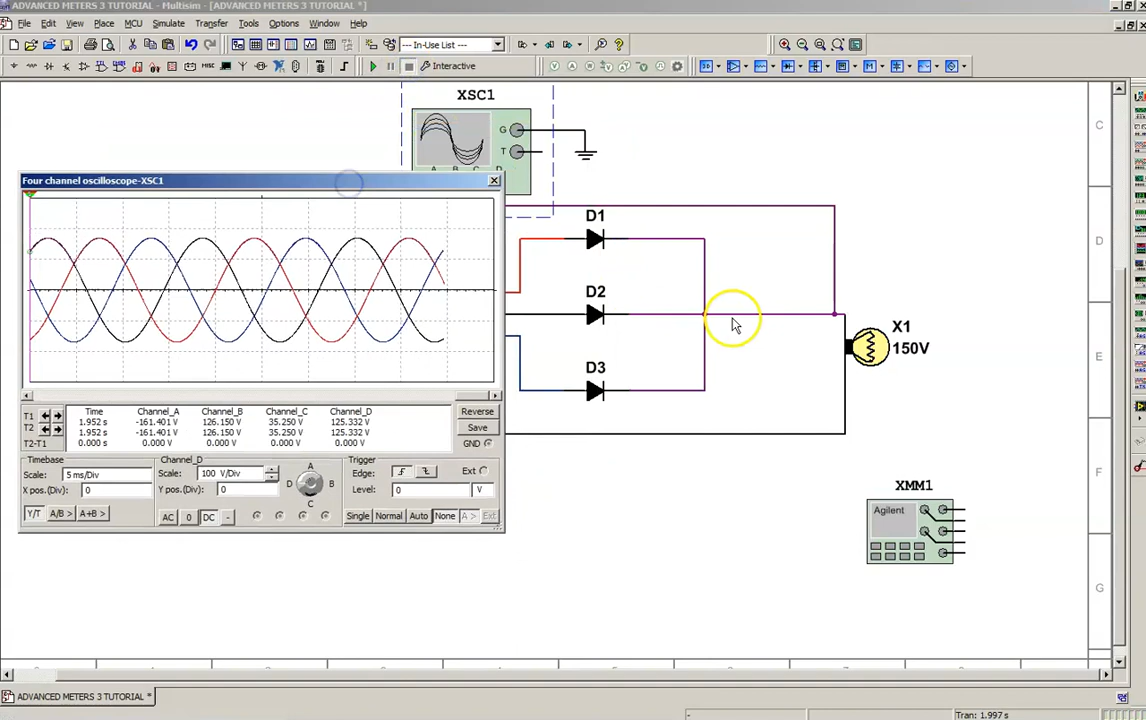 ADVANCED METERS 3 TUTORIAL - Multisim - [ADVANCED METERS 3 TUTORIAL *]
File Edit View Place MCU Simulate Transfer Tools Options Window Help
--- In-Use List ---
Interactive
XSC1
G
T
A B C D
Four channel oscilloscope-XSC1
D1
D2
D3
X1
150V
XMM1
Agilent
C
D
E
F
G
Time Channel_A Channel_B Channel_C Channel_D
T1 1.952 s -161.401 V 126.150 V 35.250 V 125.332 V
T2 1.952 s -161.401 V 126.150 V 35.250 V 125.332 V
T2-T1 0.000 s 0.000 V 0.000 V 0.000 V 0.000 V
Reverse
Save
GND
Timebase
Scale: 5 ms/Div
X pos.(Div): 0
Y/T A/B > A+B >
Channel_D
Scale: 100 V/Div
Y pos.(Div): 0
AC 0 DC -
A
B
C
D
Trigger
Edge: Ext
Level: 0 V
Single Normal Auto None A > Ext
ADVANCED METERS 3 TUTORIAL *
- Tran: 1.997 s